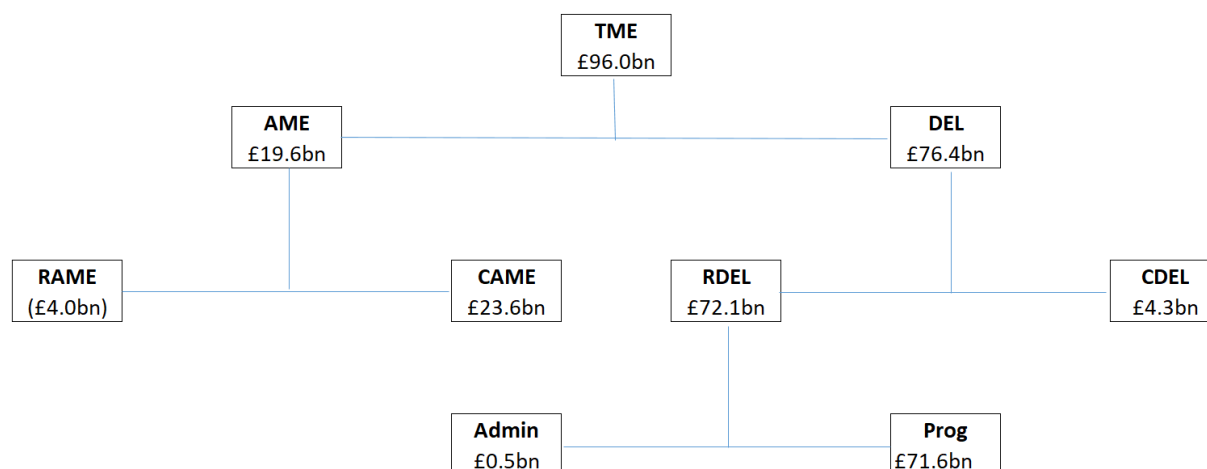 TME
£96.0bn
AME
£19.6bn
DEL
£76.4bn
RAME
(£4.0bn)
CAME
£23.6bn
RDEL
£72.1bn
CDEL
£4.3bn
Admin
£0.5bn
Prog
£71.6bn